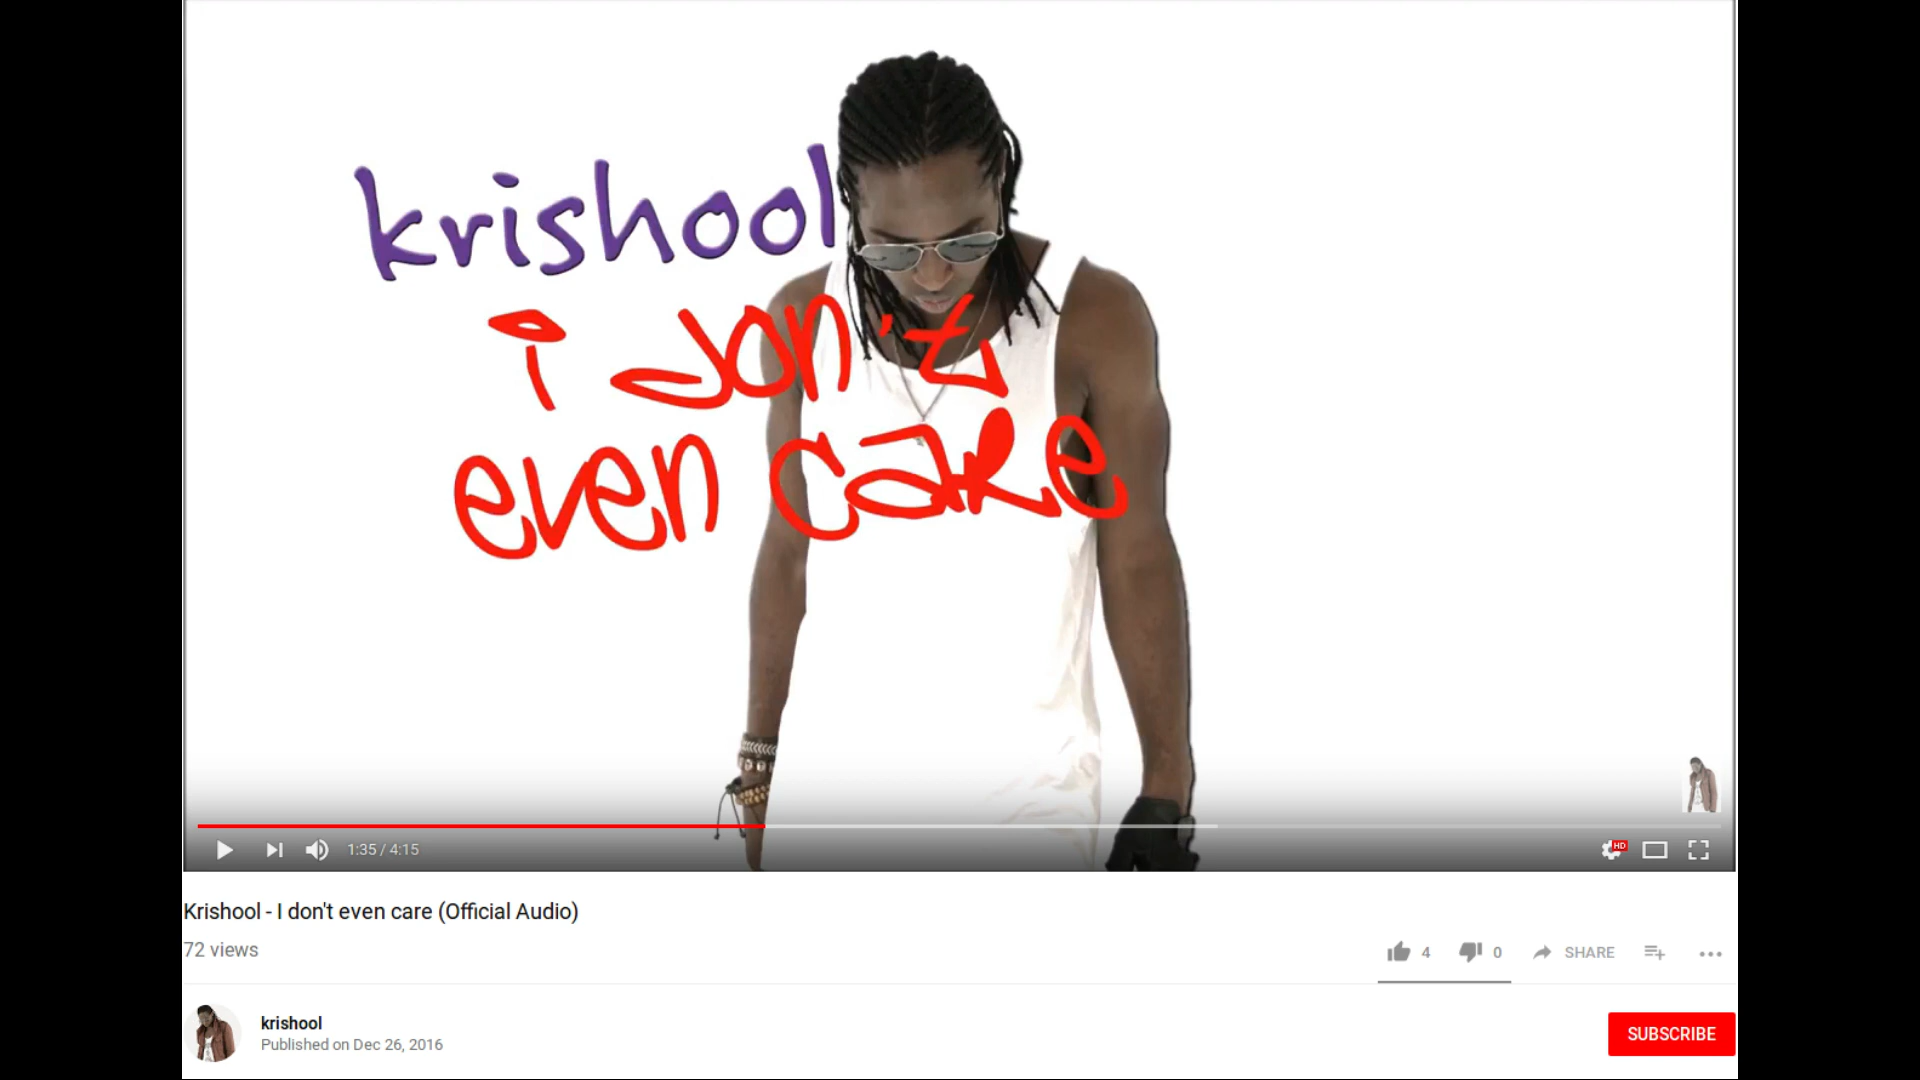 krishool
i don't
even care
1:35 / 4:15
HD
Krishool - I don't even care (Official Audio)
72 views
4
0
SHARE
krishool
Published on Dec 26, 2016
SUBSCRIBE